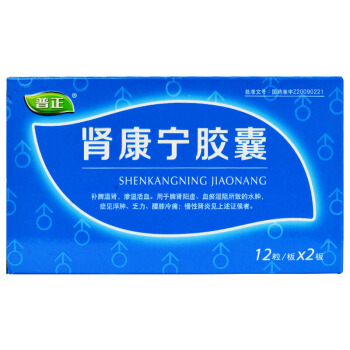 普正
批准文号：国药准字Z20090221
肾康宁胶囊
SHENKANGNING JIAONANG
补脾温肾，渗湿活血。用于脾肾阳虚、血瘀湿阻所致的水肿，
症见浮肿、乏力、腰膝冷痛；慢性肾炎见上述证候者。
12粒/板x2板